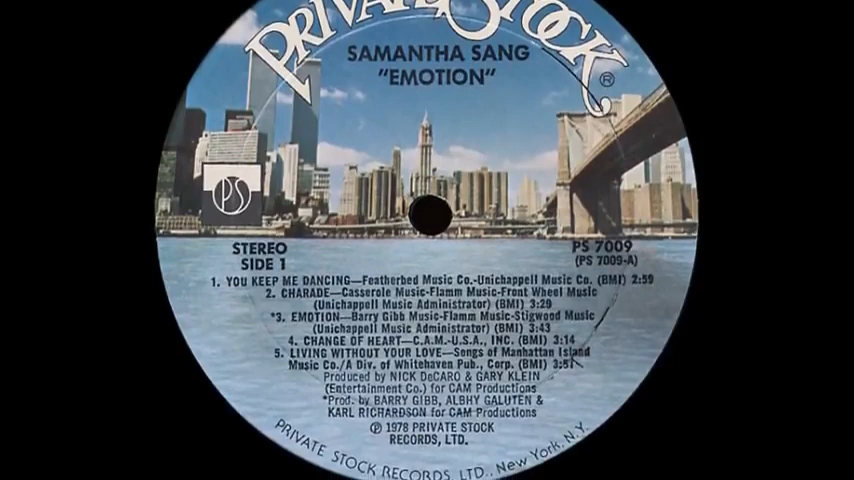 PRIVATE STOCK ®
SAMANTHA SANG
"EMOTION"
PS
STEREO
SIDE 1
PS 7009
(PS 7009-A)
1. YOU KEEP ME DANCING—Featherbed Music Co.-Unichappell Music Co. (BMI) 2:59
2. CHARADE—Casserole Music-Flamm Music-Front Wheel Music
(Unichappell Music Administrator) (BMI) 3:29
*3. EMOTION—Barry Gibb Music-Flamm Music-Stigwood Music
(Unichappell Music Administrator) (BMI) 3:43
4. CHANGE OF HEART—C.A.M.-U.S.A., INC. (BMI) 3:14
5. LIVING WITHOUT YOUR LOVE—Songs of Manhattan Island
Music Co./A Div. of Whitehaven Pub., Corp. (BMI) 3:51
Produced by NICK DeCARO & GARY KLEIN
(Entertainment Co.) for CAM Productions
*Prod. by BARRY GIBB, ALBHY GALUTEN &
KARL RICHARDSON for CAM Productions
℗ 1978 PRIVATE STOCK
RECORDS, LTD.
PRIVATE STOCK RECORDS, LTD., New York, N.Y.